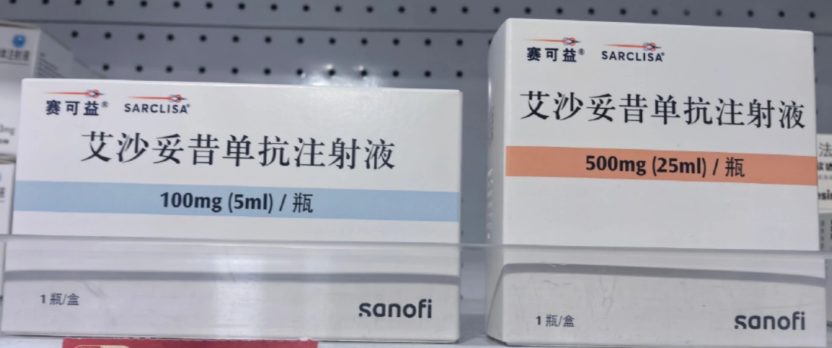 赛可益® SARCLISA®
艾沙妥昔单抗注射液
100mg (5ml) / 瓶
1 瓶/盒
sanofi
赛可益® SARCLISA®
艾沙妥昔单抗注射液
500mg (25ml) / 瓶
1 瓶/盒
sanofi